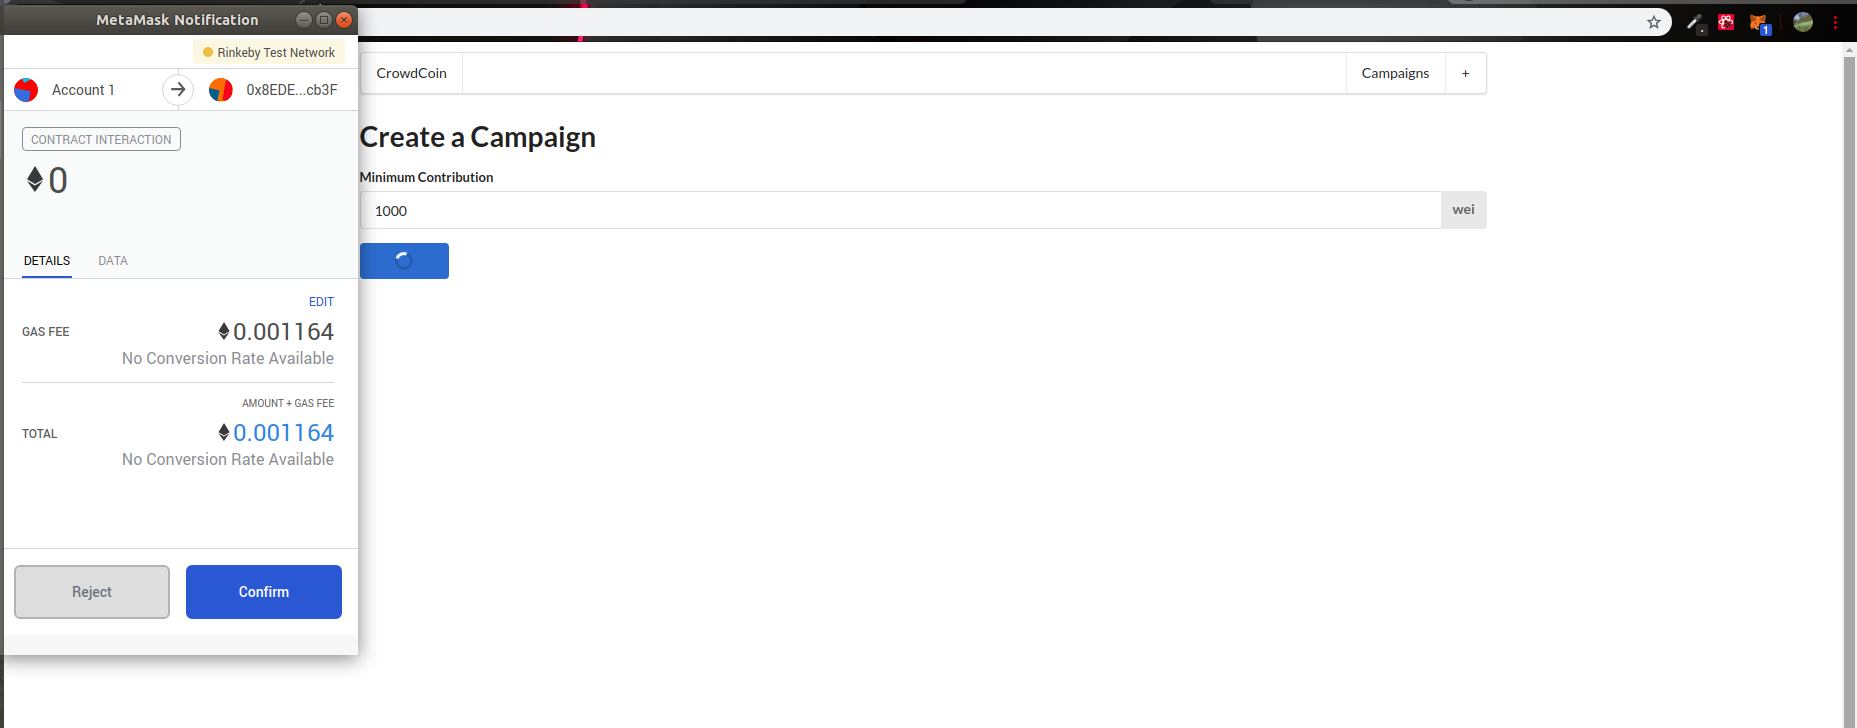 MetaMask Notification
Rinkeby Test Network
Account 1
0x8EDE...cb3F
CONTRACT INTERACTION
0
DETAILS DATA
EDIT
GAS FEE 0.001164
No Conversion Rate Available
AMOUNT + GAS FEE
TOTAL 0.001164
No Conversion Rate Available
Reject Confirm
1
CrowdCoin Campaigns +
Create a Campaign
Minimum Contribution
1000 wei